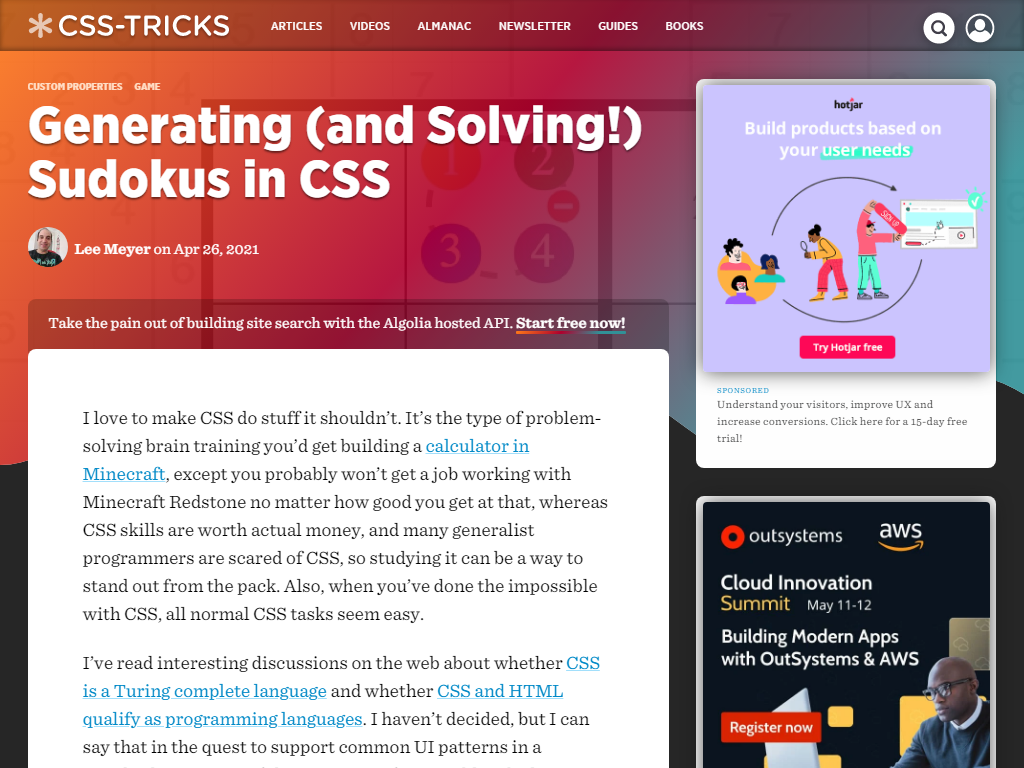 CSS-TRICKS
ARTICLES VIDEOS ALMANAC NEWSLETTER GUIDES BOOKS
CUSTOM PROPERTIES GAME
Generating (and Solving!)
Sudokus in CSS
Lee Meyer on Apr 26, 2021
Take the pain out of building site search with the Algolia hosted API. Start free now!
I love to make CSS do stuff it shouldn’t. It’s the type of problem-
solving brain training you’d get building a calculator in
Minecraft, except you probably won’t get a job working with
Minecraft Redstone no matter how good you get at that, whereas
CSS skills are worth actual money, and many generalist
programmers are scared of CSS, so studying it can be a way to
stand out from the pack. Also, when you’ve done the impossible
with CSS, all normal CSS tasks seem easy.
I’ve read interesting discussions on the web about whether CSS
is a Turing complete language and whether CSS and HTML
qualify as programming languages. I haven’t decided, but I can
say that in the quest to support common UI patterns in a
hotjar
Build products based on
your user needs
SIGN UP
Try Hotjar free
SPONSORED
Understand your visitors, improve UX and
increase conversions. Click here for a 15-day free
trial!
outsystems aws
Cloud Innovation
Summit May 11-12
Building Modern Apps
with OutSystems & AWS
Register now
1 2
3 4